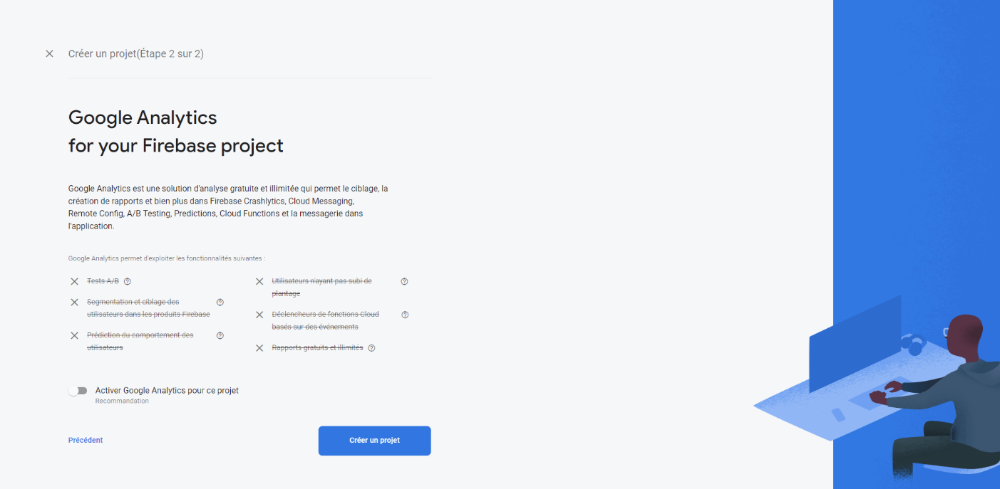 Créer un projet(Étape 2 sur 2)
Google Analytics
for your Firebase project
Google Analytics est une solution d'analyse gratuite et illimitée qui permet le ciblage, la
création de rapports et bien plus dans Firebase Crashlytics, Cloud Messaging,
Remote Config, A/B Testing, Predictions, Cloud Functions et la messagerie dans
l'application.
Google Analytics permet d'exploiter les fonctionnalités suivantes :
Tests A/B
Segmentation et ciblage des
utilisateurs dans les produits Firebase
Prédiction du comportement des
utilisateurs
Utilisateurs n'ayant pas subi de
plantage
Déclencheurs de fonctions Cloud
basés sur des événements
Rapports gratuits et illimités
Activer Google Analytics pour ce projet
Recommandation
Précédent
Créer un projet